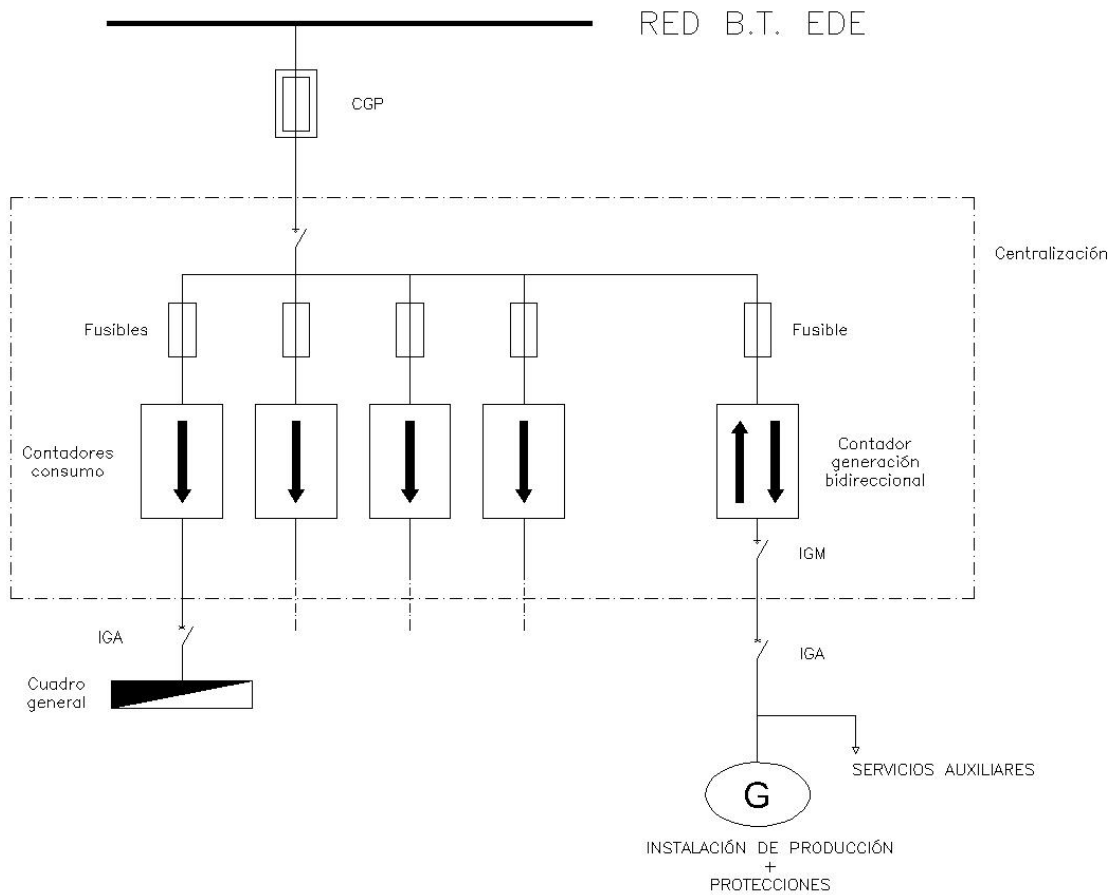 RED B.T. EDE
CGP
Centralización
Fusibles
Fusible
Contadores
consumo
Contador
generación
bidireccional
IGM
IGA
IGA
Cuadro
general
SERVICIOS AUXILIARES
G
INSTALACIÓN DE PRODUCCIÓN
+
PROTECCIONES